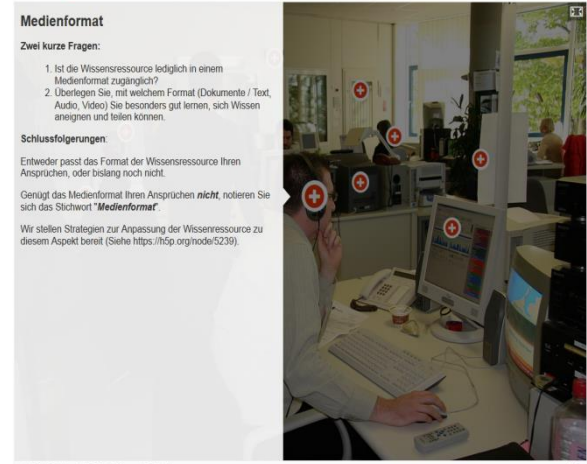 Medienformat
Zwei kurze Fragen:
1. Ist die Wissensressource lediglich in einem
Medienformat zugänglich?
2. Überlegen Sie, mit welchem Format (Dokumente / Text,
Audio, Video) Sie besonders gut lernen, sich Wissen
aneignen und teilen können.
Schlussfolgerungen:
Entweder passt das Format der Wissensressource Ihren
Ansprüchen, oder bislang noch nicht.
Genügt das Medienformat Ihren Ansprüchen nicht, notieren Sie
sich das Stichwort "Medienformat".
Wir stellen Strategien zur Anpassung der Wissensressource zu
diesem Aspekt bereit (Siehe https://h5p.org/node/5239).